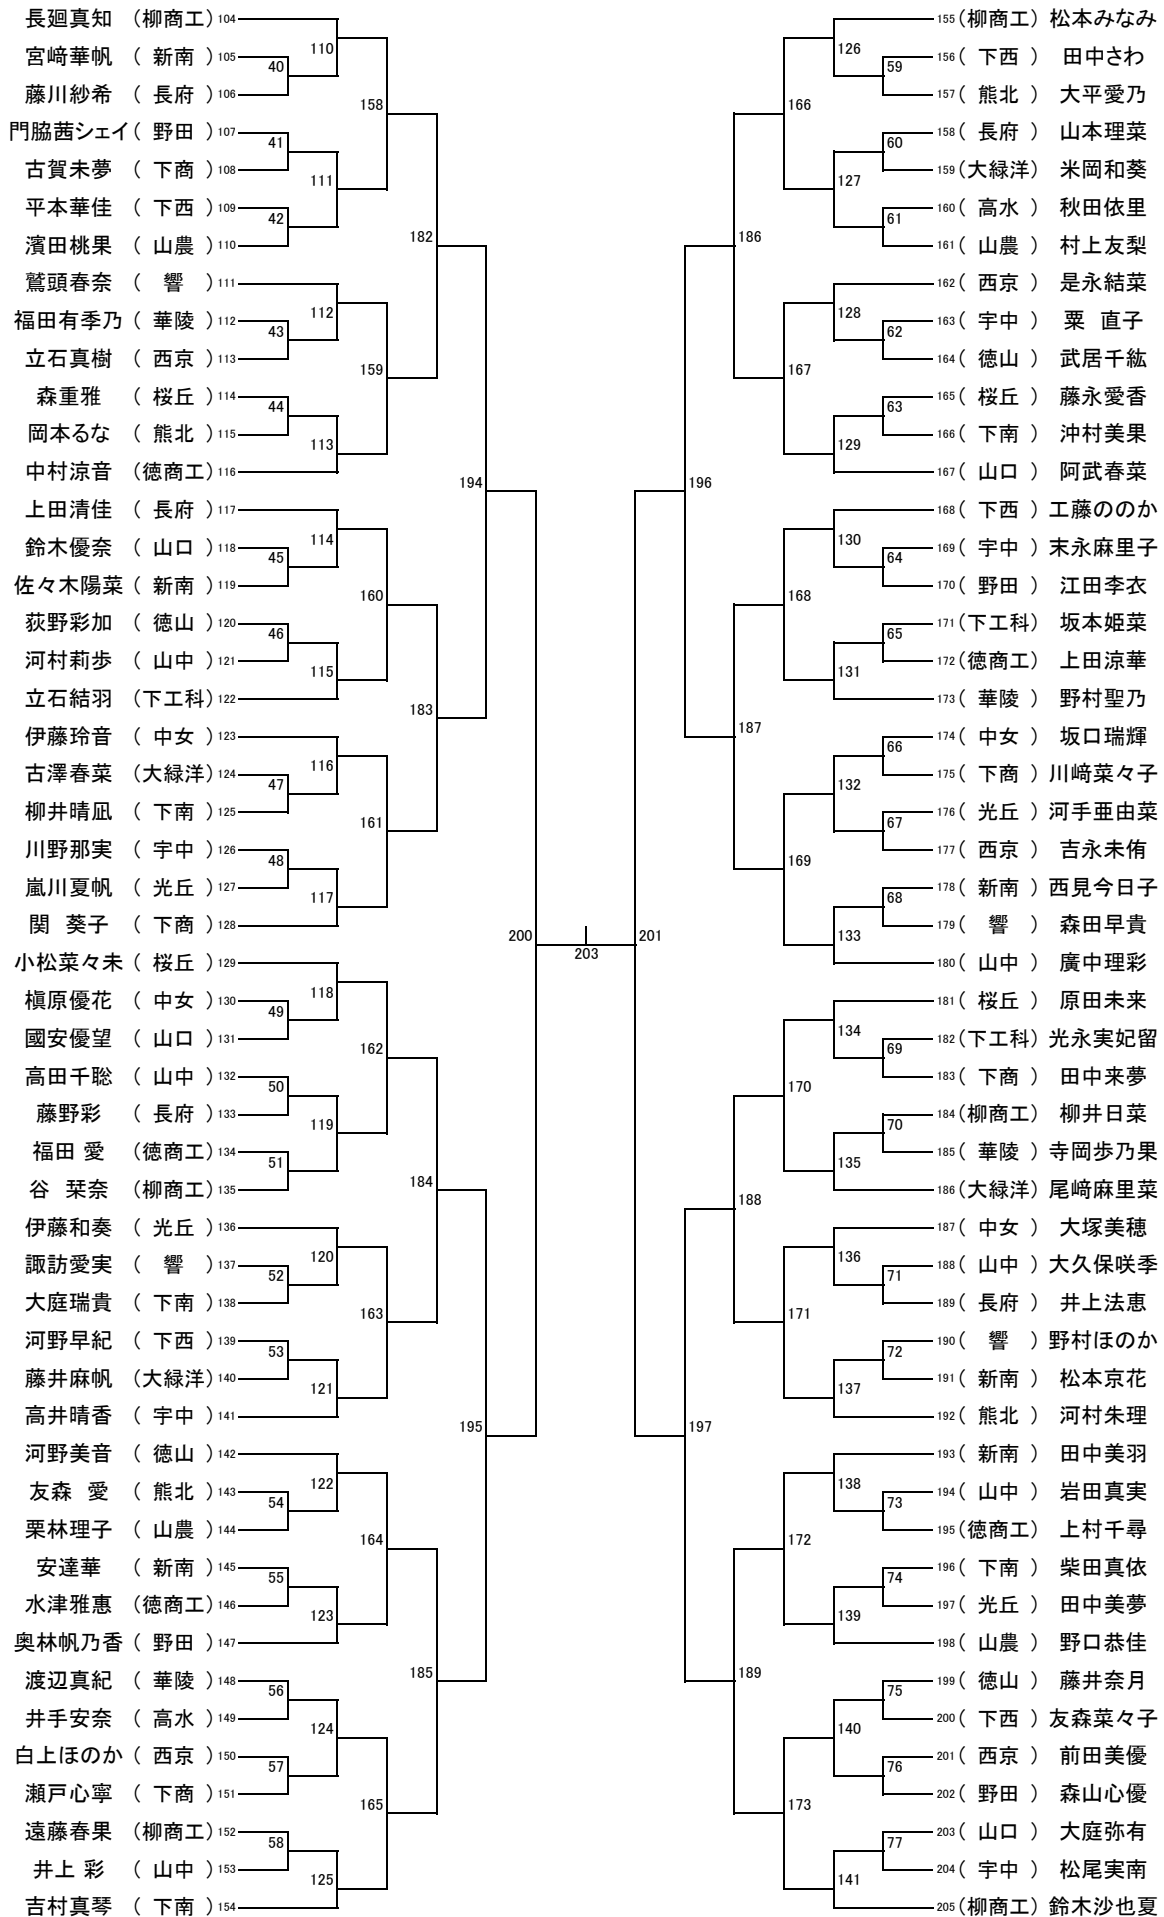 長廻真知 （柳商工）104
宮﨑華帆 （ 新南 ）105
藤川紗希 （ 長府 ）106
門脇茜シェイ（ 野田 ）107
古賀未夢 （ 下商 ）108
平本華佳 （ 下西 ）109
濱田桃果 （ 山農 ）110
鷲頭春奈 （ 響 ）111
福田有季乃（ 華陵 ）112
立石真樹 （ 西京 ）113
森重雅 （ 桜丘 ）114
岡本るな （ 熊北 ）115
中村涼音 （徳商工）116
上田清佳 （ 長府 ）117
鈴木優奈 （ 山口 ）118
佐々木陽菜（ 新南 ）119
荻野彩加 （ 徳山 ）120
河村莉歩 （ 山中 ）121
立石結羽 （下工科）122
伊藤玲音 （ 中女 ）123
古澤春菜 （大緑洋）124
柳井晴凪 （ 下南 ）125
川野那実 （ 宇中 ）126
嵐川夏帆 （ 光丘 ）127
関 葵子 （ 下商 ）128
小松菜々未（ 桜丘 ）129
槇原優花 （ 中女 ）130
國安優望 （ 山口 ）131
高田千聡 （ 山中 ）132
藤野彩 （ 長府 ）133
福田 愛 （徳商工）134
谷 栞奈 （柳商工）135
伊藤和奏 （ 光丘 ）136
諏訪愛実 （ 響 ）137
大庭瑞貴 （ 下南 ）138
河野早紀 （ 下西 ）139
藤井麻帆 （大緑洋）140
高井晴香 （ 宇中 ）141
河野美音 （ 徳山 ）142
友森 愛 （ 熊北 ）143
栗林理子 （ 山農 ）144
安達華 （ 新南 ）145
水津雅惠 （徳商工）146
奥林帆乃香（ 野田 ）147
渡辺真紀 （ 華陵 ）148
井手安奈 （ 高水 ）149
白上ほのか（ 西京 ）150
瀬戸心寧 （ 下商 ）151
遠藤春果 （柳商工）152
井上 彩 （ 山中 ）153
吉村真琴 （ 下南 ）154
40
41
42
43
44
45
46
47
48
49
50
51
52
53
54
55
56
57
58
110
111
112
113
114
115
116
117
118
119
120
121
122
123
124
125
158
159
160
161
162
163
164
165
182
183
184
185
194
195
200
203
201
196
197
186
187
188
189
166
167
168
169
170
171
172
173
126
127
128
129
130
131
132
133
134
135
136
137
138
139
140
141
59
60
61
62
63
64
65
66
67
68
69
70
71
72
73
74
75
76
77
155（柳商工） 松本みなみ
156（ 下西 ） 田中さわ
157（ 熊北 ） 大平愛乃
158（ 長府 ） 山本理菜
159（大緑洋） 米岡和葵
160（ 高水 ） 秋田依里
161（ 山農 ） 村上友梨
162（ 西京 ） 是永結菜
163（ 宇中 ） 粟 直子
164（ 徳山 ） 武居千紘
165（ 桜丘 ） 藤永愛香
166（ 下南 ） 沖村美果
167（ 山口 ） 阿武春菜
168（ 下西 ） 工藤ののか
169（ 宇中 ） 末永麻里子
170（ 野田 ） 江田李衣
171（下工科） 坂本姫菜
172（徳商工） 上田涼華
173（ 華陵 ） 野村聖乃
174（ 中女 ） 坂口瑞輝
175（ 下商 ） 川﨑菜々子
176（ 光丘 ） 河手亜由菜
177（ 西京 ） 吉永未侑
178（ 新南 ） 西見今日子
179（ 響 ） 森田早貴
180（ 山中 ） 廣中理彩
181（ 桜丘 ） 原田未来
182（下工科） 光永実妃留
183（ 下商 ） 田中来夢
184（柳商工） 柳井日菜
185（ 華陵 ） 寺岡歩乃果
186（大緑洋） 尾﨑麻里菜
187（ 中女 ） 大塚美穂
188（ 山中 ） 大久保咲季
189（ 長府 ） 井上法恵
190（ 響 ） 野村ほのか
191（ 新南 ） 松本京花
192（ 熊北 ） 河村朱理
193（ 新南 ） 田中美羽
194（ 山中 ） 岩田真実
195（徳商工） 上村千尋
196（ 下南 ） 柴田真依
197（ 光丘 ） 田中美夢
198（ 山農 ） 野口恭佳
199（ 徳山 ） 藤井奈月
200（ 下西 ） 友森菜々子
201（ 西京 ） 前田美優
202（ 野田 ） 森山心優
203（ 山口 ） 大庭弥有
204（ 宇中 ） 松尾実南
205（柳商工） 鈴木沙也夏